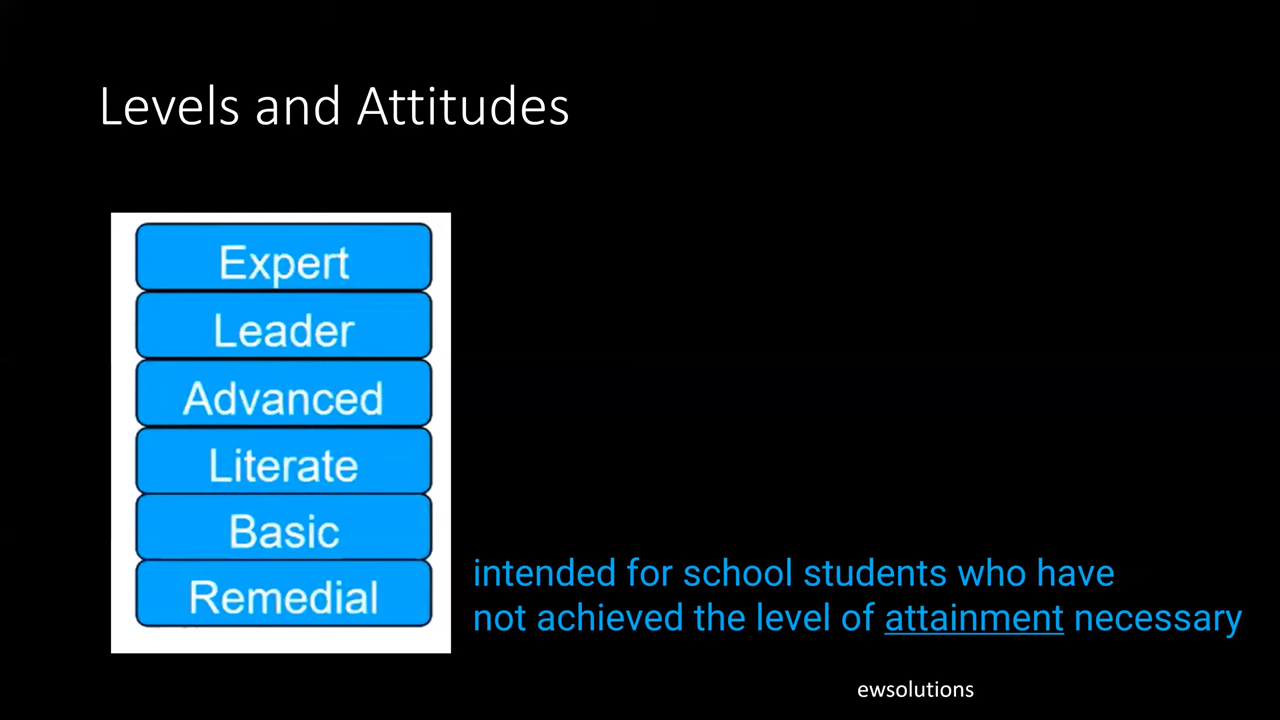 Levels and Attitudes
Expert
Leader
Advanced
Literate
Basic
Remedial
intended for school students who have
not achieved the level of attainment necessary
ewsolutions